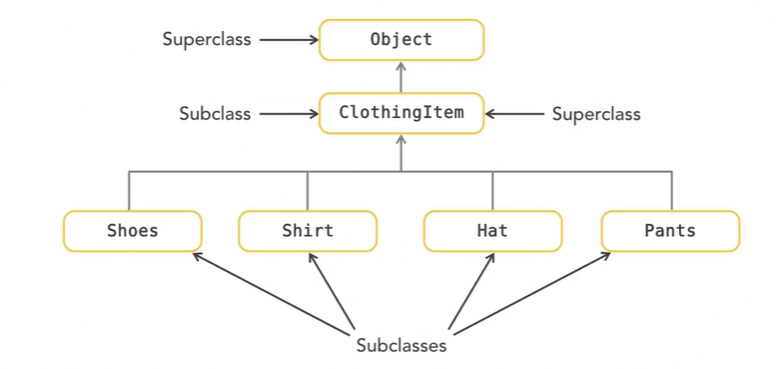 Superclass
Object
Subclass
ClothingItem
Superclass
Shoes
Shirt
Hat
Pants
Subclasses